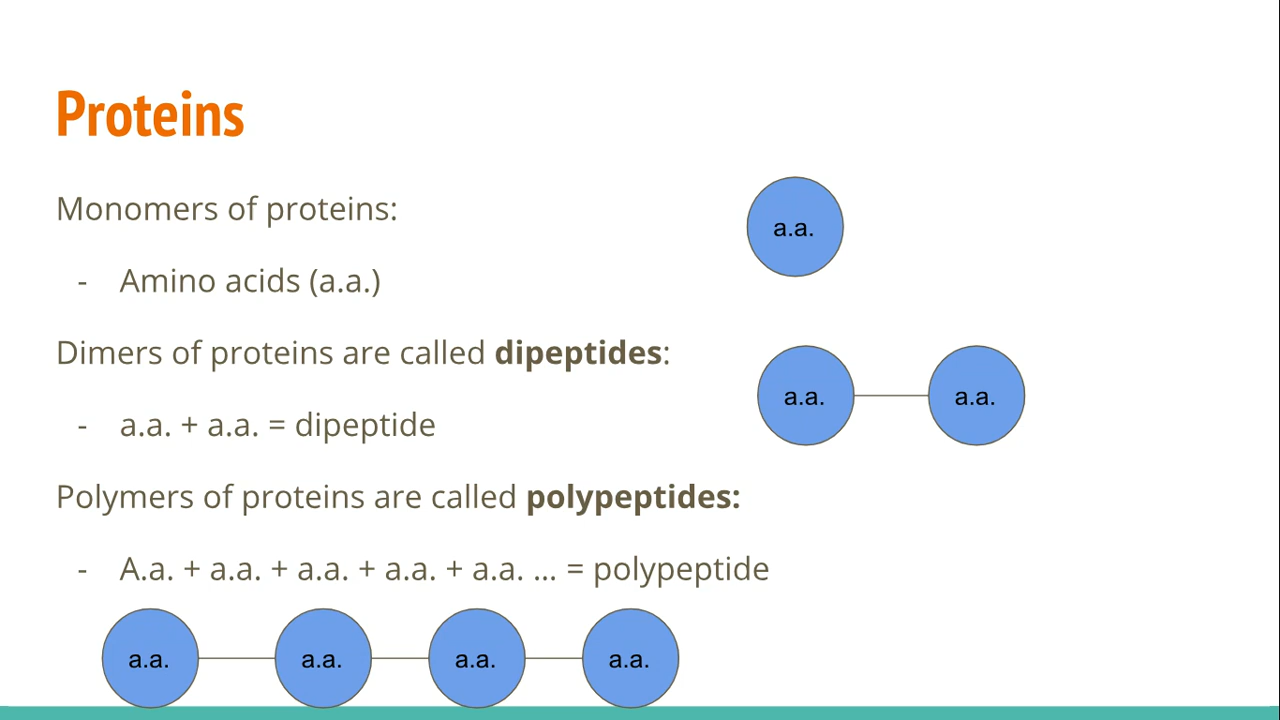 Proteins
Monomers of proteins:
a.a.
- Amino acids (a.a.)
Dimers of proteins are called dipeptides:
a.a. a.a.
- a.a. + a.a. = dipeptide
Polymers of proteins are called polypeptides:
- A.a. + a.a. + a.a. + a.a. + a.a. ... = polypeptide
a.a. a.a. a.a. a.a.